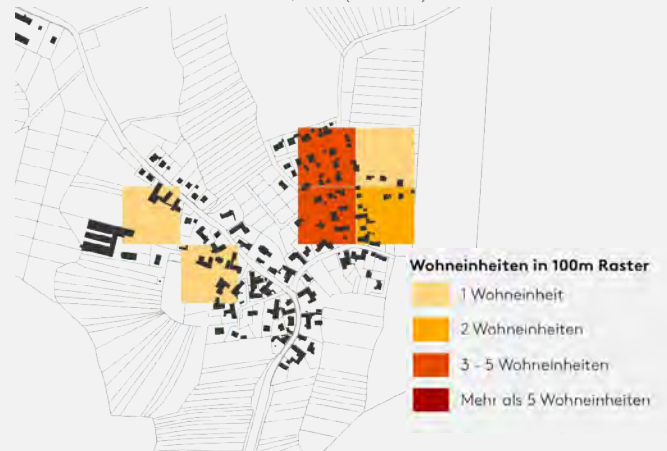 Wohneinheiten in 100m Raster
1 Wohneinheit
2 Wohneinheiten
3 - 5 Wohneinheiten
Mehr als 5 Wohneinheiten